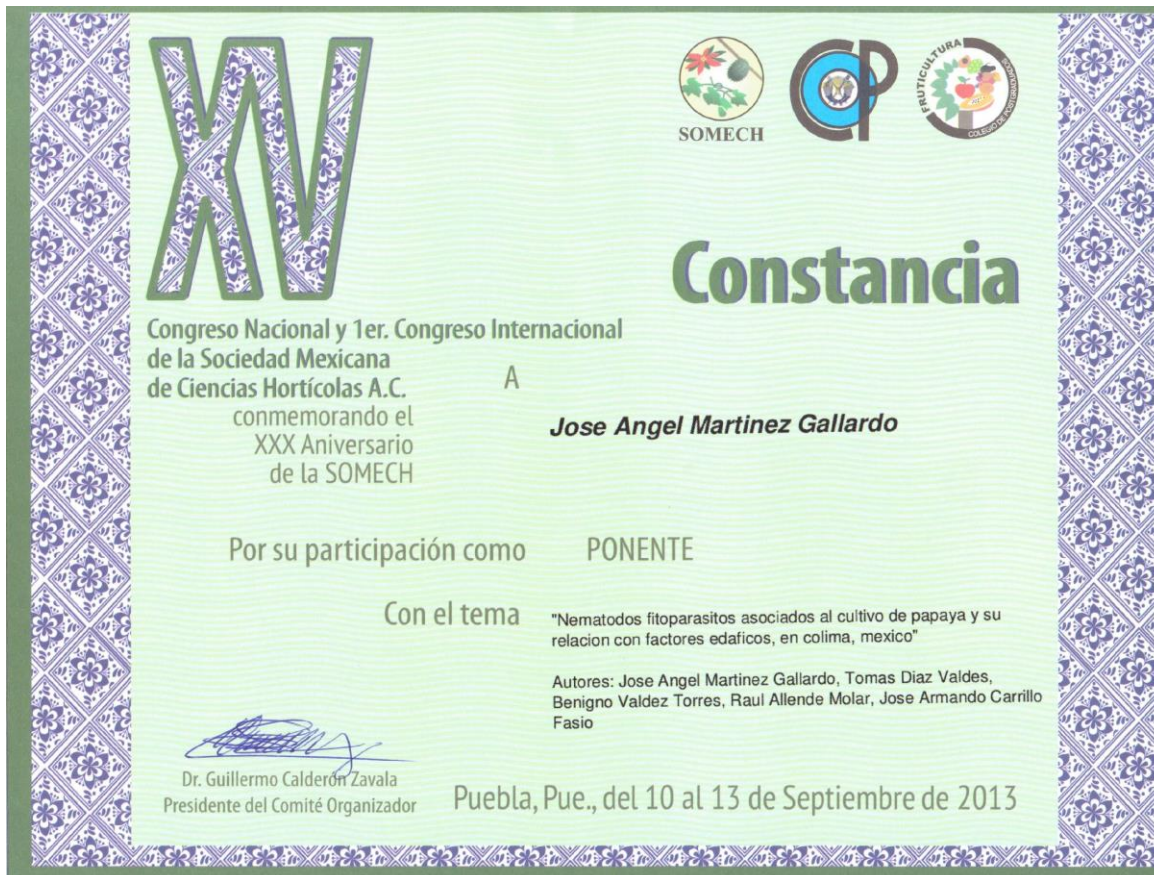 XV
SOMECH
CP
FRUTICULTURA
COLEGIO DE POSTGRADUADOS
Constancia
Congreso Nacional y 1er. Congreso Internacional
de la Sociedad Mexicana
de Ciencias Hortícolas A.C.
conmemorando el
XXX Aniversario
de la SOMECH
A
Jose Angel Martinez Gallardo
Por su participación como PONENTE
Con el tema
"Nematodos fitoparasitos asociados al cultivo de papaya y su
relacion con factores edaficos, en colima, mexico"
Autores: Jose Angel Martinez Gallardo, Tomas Diaz Valdes,
Benigno Valdez Torres, Raul Allende Molar, Jose Armando Carrillo
Fasio
Dr. Guillermo Calderón Zavala
Presidente del Comité Organizador
Puebla, Pue., del 10 al 13 de Septiembre de 2013